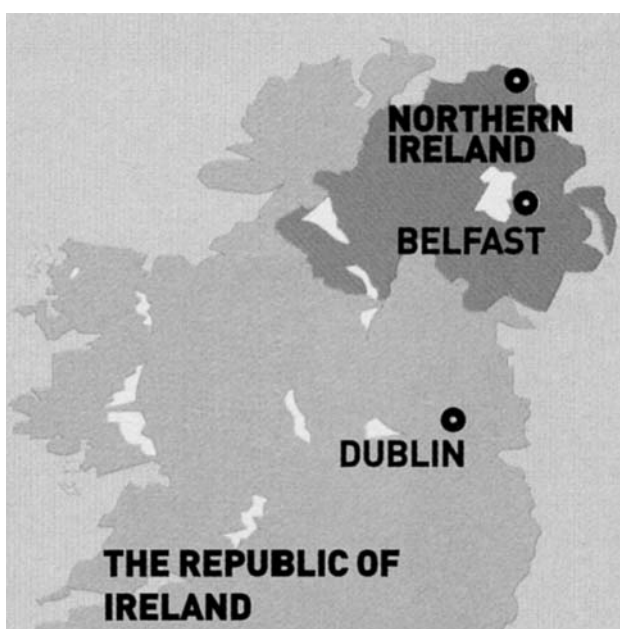 NORTHERN
IRELAND
BELFAST
DUBLIN
THE REPUBLIC OF
IRELAND